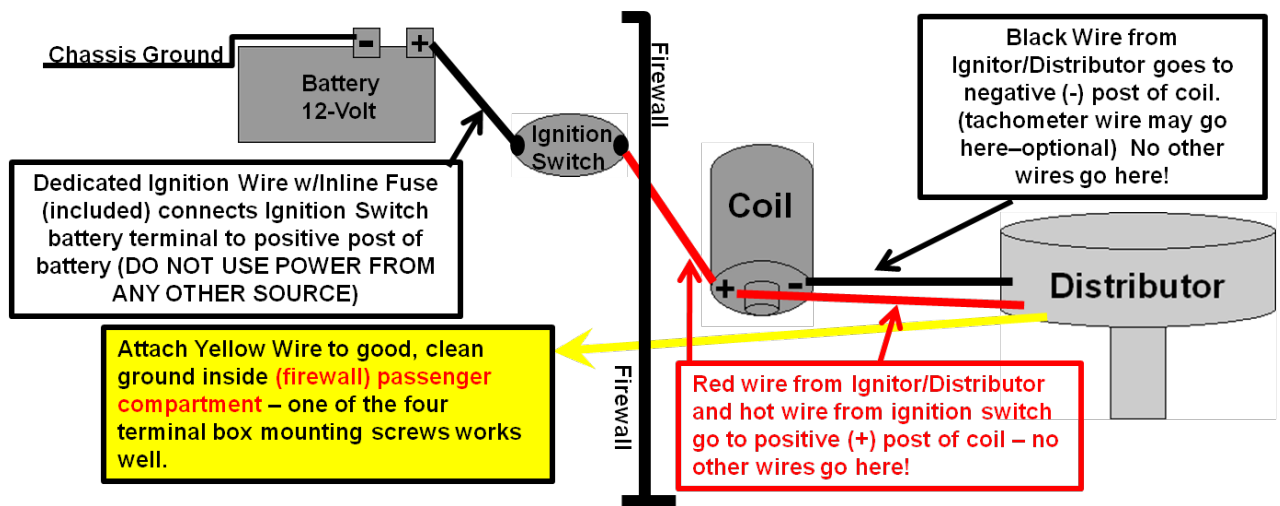 Chassis Ground
-
+
Battery
12-Volt
Ignition
Switch
Firewall
Firewall
Coil
+
-
Distributor
Black Wire from
Ignitor/Distributor goes to
negative (-) post of coil.
(tachometer wire may go
here–optional)  No other
wires go here!
Dedicated Ignition Wire w/Inline Fuse
(included) connects Ignition Switch
battery terminal to positive post of
battery (DO NOT USE POWER FROM
ANY OTHER SOURCE)
Attach Yellow Wire to good, clean
ground inside (firewall) passenger
compartment – one of the four
terminal box mounting screws works
well.
Red wire from Ignitor/Distributor
and hot wire from ignition switch
go to positive (+) post of coil – no
other wires go here!